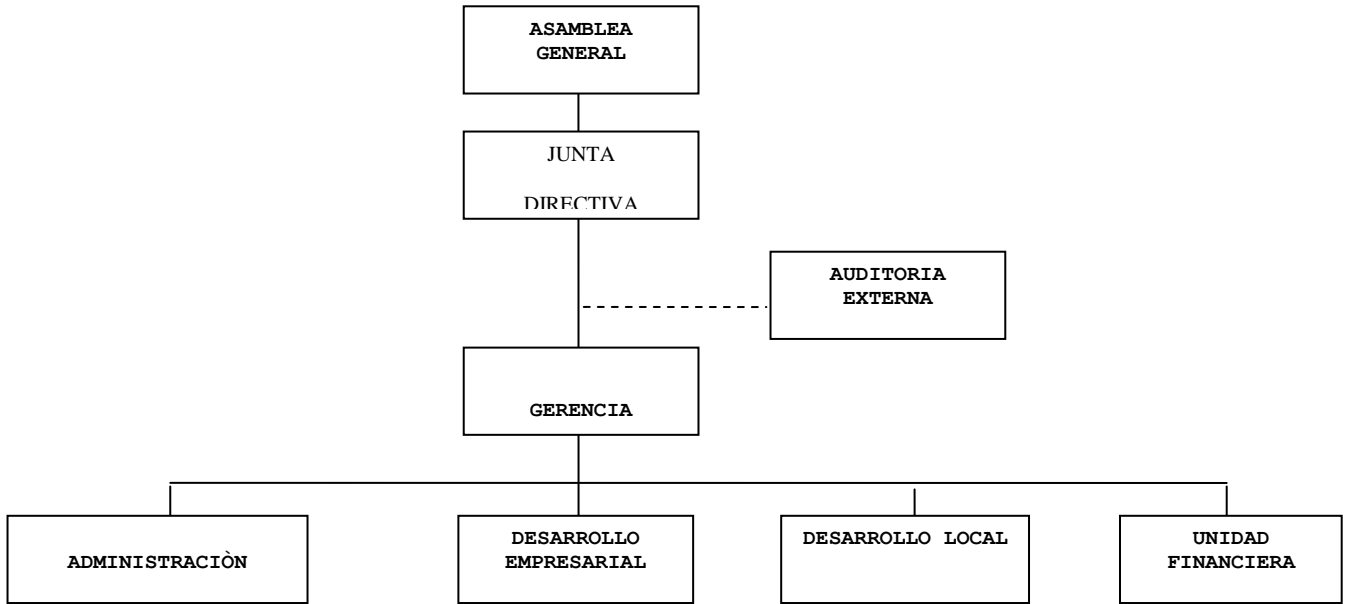 ASAMBLEA
GENERAL
JUNTA
DIRECTIVA
AUDITORIA
EXTERNA
GERENCIA
ADMINISTRACIÒN
DESARROLLO
EMPRESARIAL
DESARROLLO LOCAL
UNIDAD
FINANCIERA